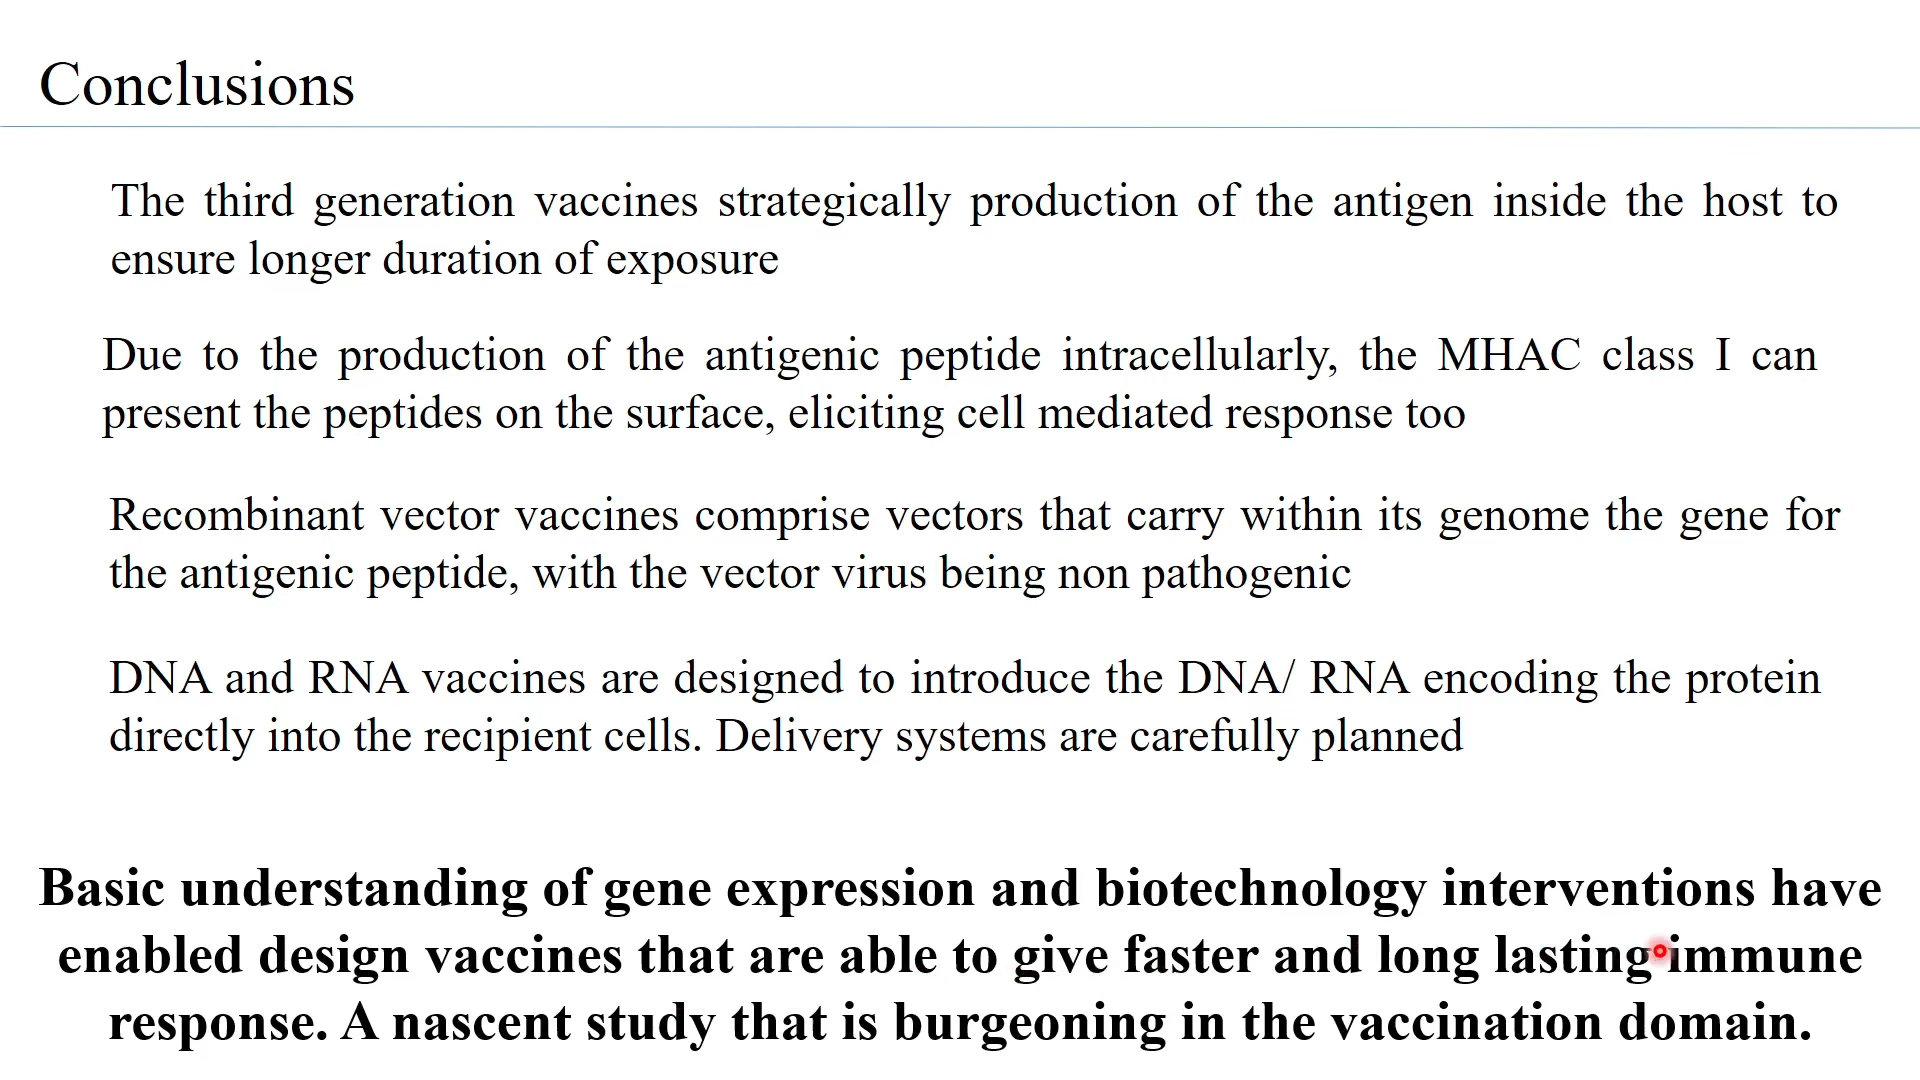 Conclusions
The third generation vaccines strategically production of the antigen inside the host to
ensure longer duration of exposure
Due to the production of the antigenic peptide intracellularly, the MHAC class I can
present the peptides on the surface, eliciting cell mediated response too
Recombinant vector vaccines comprise vectors that carry within its genome the gene for
the antigenic peptide, with the vector virus being non pathogenic
DNA and RNA vaccines are designed to introduce the DNA/ RNA encoding the protein
directly into the recipient cells. Delivery systems are carefully planned
Basic understanding of gene expression and biotechnology interventions have
enabled design vaccines that are able to give faster and long lasting immune
response. A nascent study that is burgeoning in the vaccination domain.